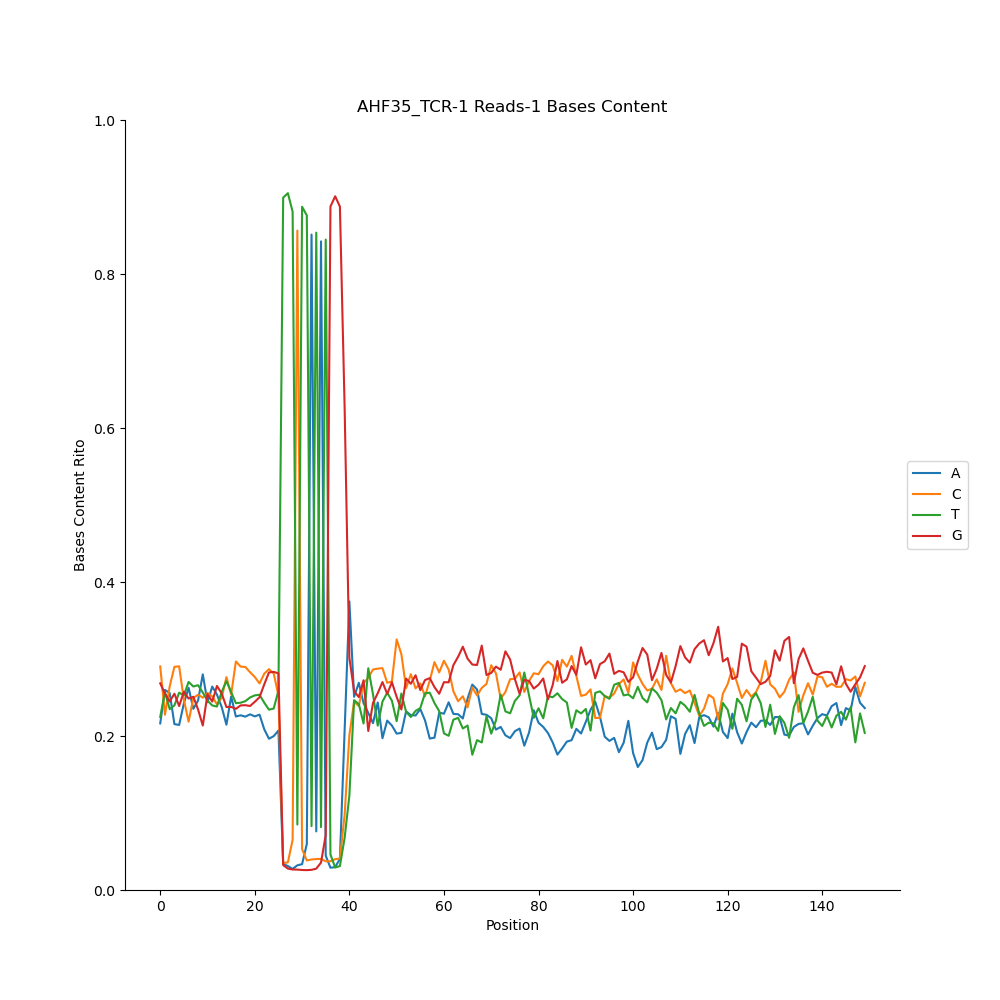 AHF35_TCR-1 Reads-1 Bases Content
1.0
0.8
0.6
0.4
0.2
0.0
Bases Content Rito
0 20 40 60 80 100 120 140
Position
A
C
T
G